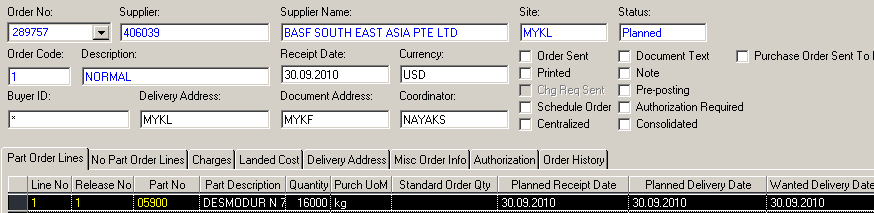 Order No: Supplier: Supplier Name: Site: Status:
289757 406039 BASF SOUTH EAST ASIA PTE LTD MYKL Planned
Order Code: Description: Receipt Date: Currency: Order Sent Document Text Purchase Order Sent To
1 NORMAL 30.09.2010 USD Printed Note
Chg Req Sent Pre-posting
Buyer ID: Delivery Address: Document Address: Coordinator: Schedule Order Authorization Required
* MYKL MYKF NAYAKS Centralized Consolidated
Part Order Lines No Part Order Lines Charges Landed Cost Delivery Address Misc Order Info Authorization Order History
Line No Release No Part No Part Description Quantity Purch UoM Standard Order Qty Planned Receipt Date Planned Delivery Date Wanted Delivery Date
1 1 05900 DESMODUR N 7 16000 kg 30.09.2010 30.09.2010 30.09.2010